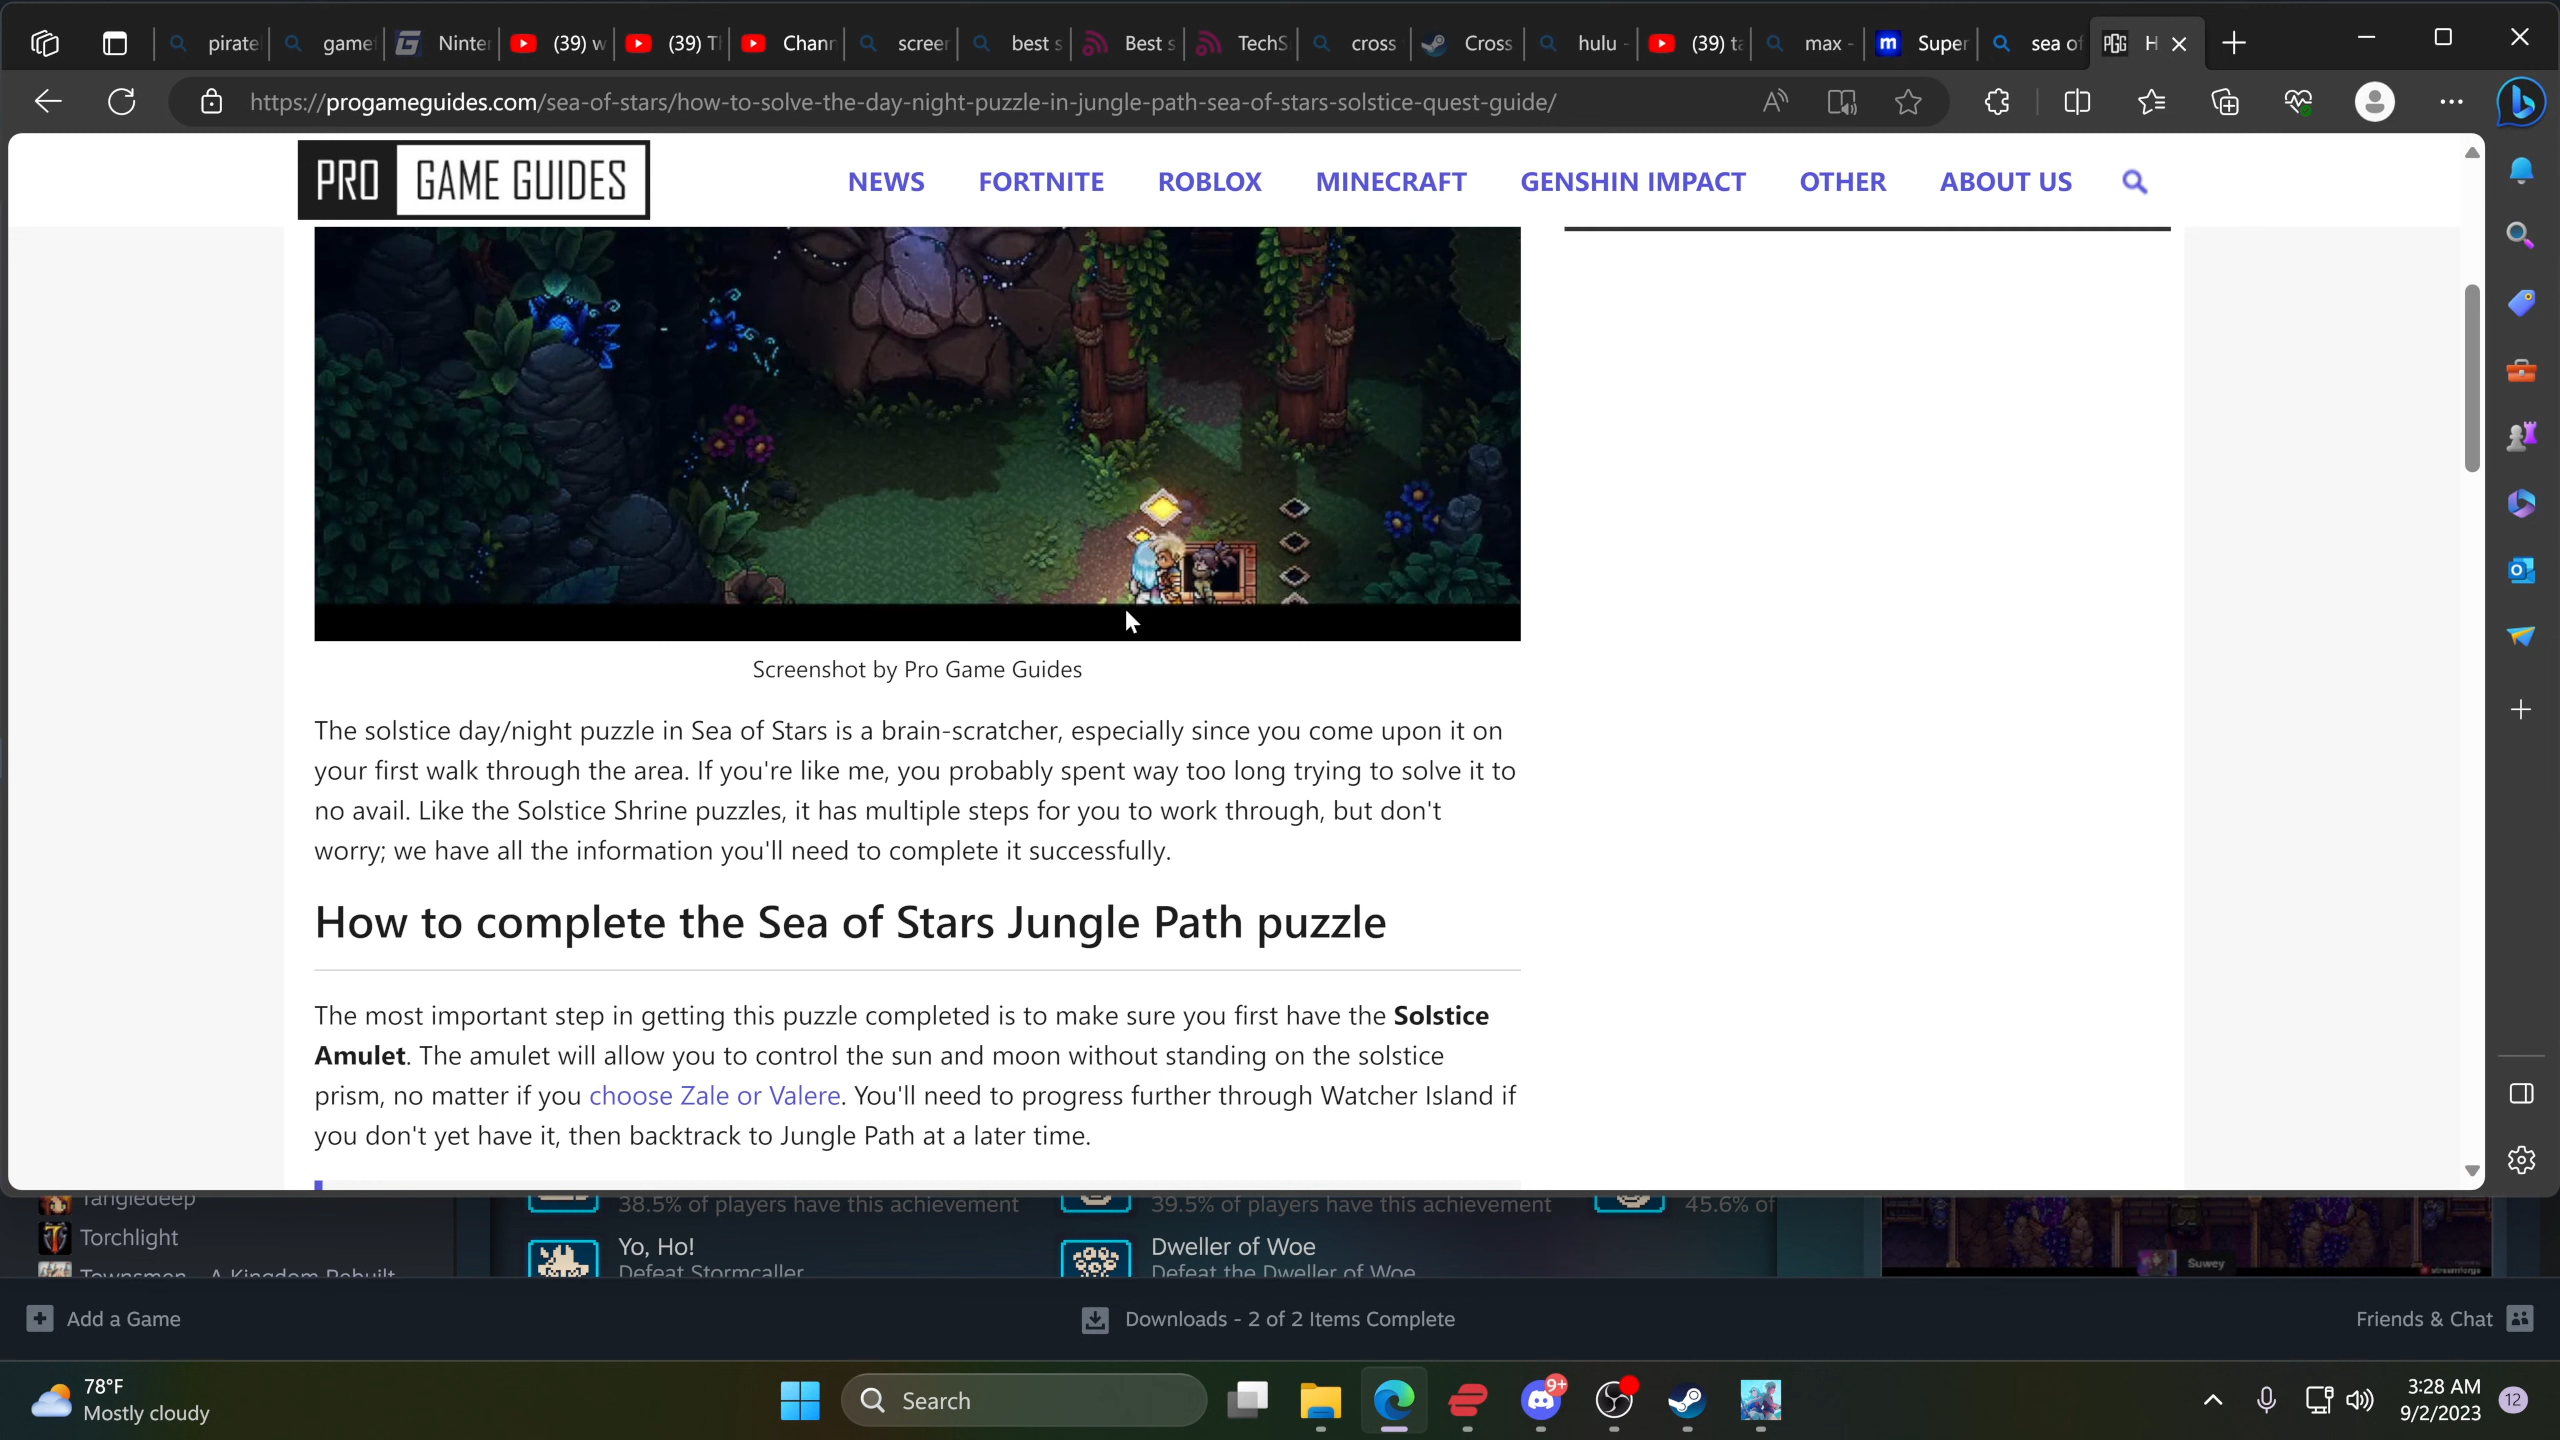 pirate
game
Ninte
(39) w
(39) T
Chann
screer
best s
Best s
TechS
cross
Cross
hulu -
(39) ta
max -
Super
sea of
H
https://progameguides.com/sea-of-stars/how-to-solve-the-day-night-puzzle-in-jungle-path-sea-of-stars-solstice-quest-guide/
PRO GAME GUIDES
NEWS FORTNITE ROBLOX MINECRAFT GENSHIN IMPACT OTHER ABOUT US
Screenshot by Pro Game Guides
The solstice day/night puzzle in Sea of Stars is a brain-scratcher, especially since you come upon it on
your first walk through the area. If you're like me, you probably spent way too long trying to solve it to
no avail. Like the Solstice Shrine puzzles, it has multiple steps for you to work through, but don't
worry; we have all the information you'll need to complete it successfully.
How to complete the Sea of Stars Jungle Path puzzle
The most important step in getting this puzzle completed is to make sure you first have the Solstice
Amulet. The amulet will allow you to control the sun and moon without standing on the solstice
prism, no matter if you choose Zale or Valere. You'll need to progress further through Watcher Island if
you don't yet have it, then backtrack to Jungle Path at a later time.
Tangledeep
38.5% of players have this achievement
39.5% of players have this achievement
45.6% of
Torchlight
Yo, Ho!
Defeat Stormcaller
Dweller of Woe
Defeat the Dweller of Woe
Suwey
Townsmen - A Kingdom Rebuilt
Add a Game
Downloads - 2 of 2 Items Complete
Friends & Chat
78°F
Mostly cloudy
Search
9+
3:28 AM
9/2/2023
12